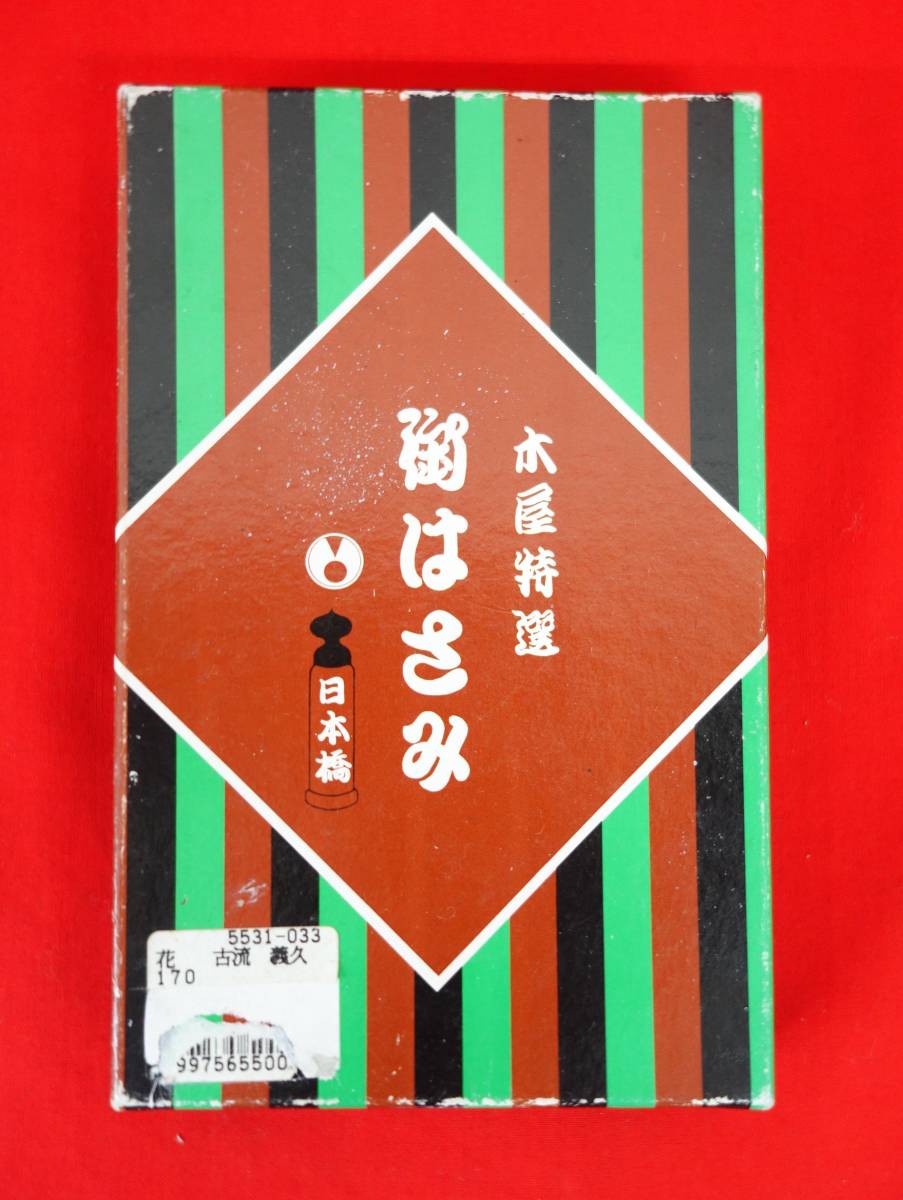 木屋特選
御はさみ
日本橋
5531-033
花 古流 義久
170
997565500